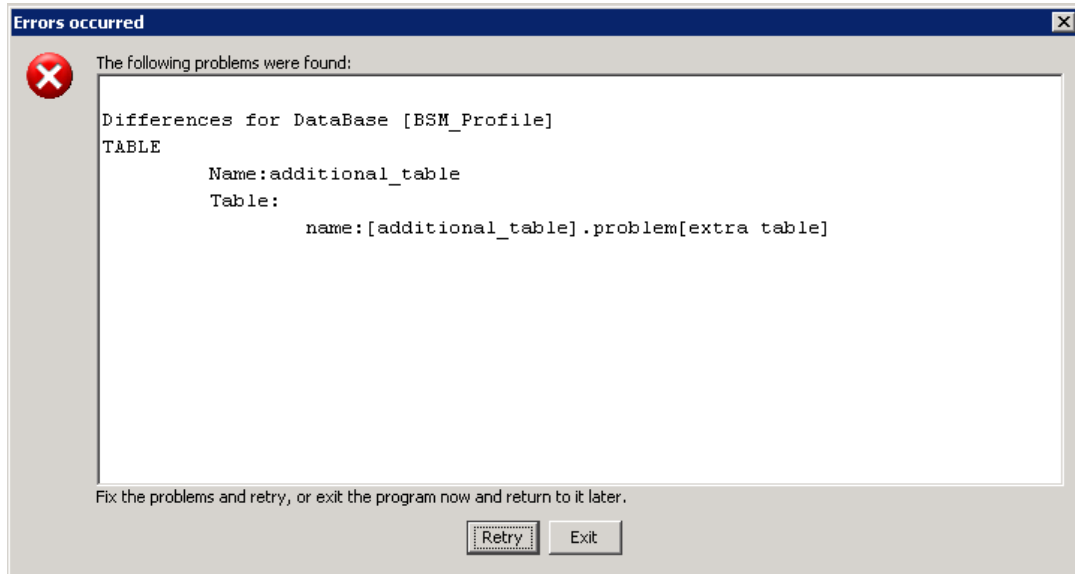 Errors occurred
The following problems were found:
Differences for DataBase [BSM_Profile]
TABLE
Name:additional_table
Table:
name:[additional_table].problem[extra table]
Fix the problems and retry, or exit the program now and return to it later.
Retry Exit